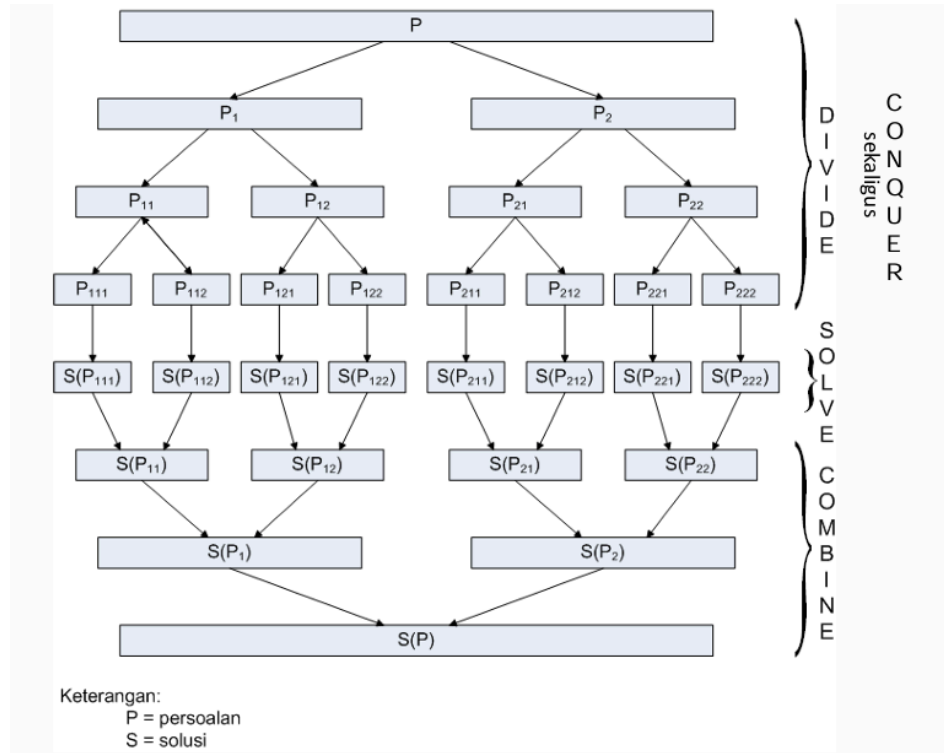 P
P₁ P₂
P₁₁ P₁₂ P₂₁ P₂₂
P₁₁₁ P₁₁₂ P₁₂₁ P₁₂₂ P₂₁₁ P₂₁₂ P₂₂₁ P₂₂₂
S(P₁₁₁) S(P₁₁₂) S(P₁₂₁) S(P₁₂₂) S(P₂₁₁) S(P₂₁₂) S(P₂₂₁) S(P₂₂₂)
S(P₁₁) S(P₁₂) S(P₂₁) S(P₂₂)
S(P₁) S(P₂)
S(P)
DIVIDE
SOLVE
COMBINE
sekaligus
CONQUER
Keterangan:
P = persoalan
S = solusi